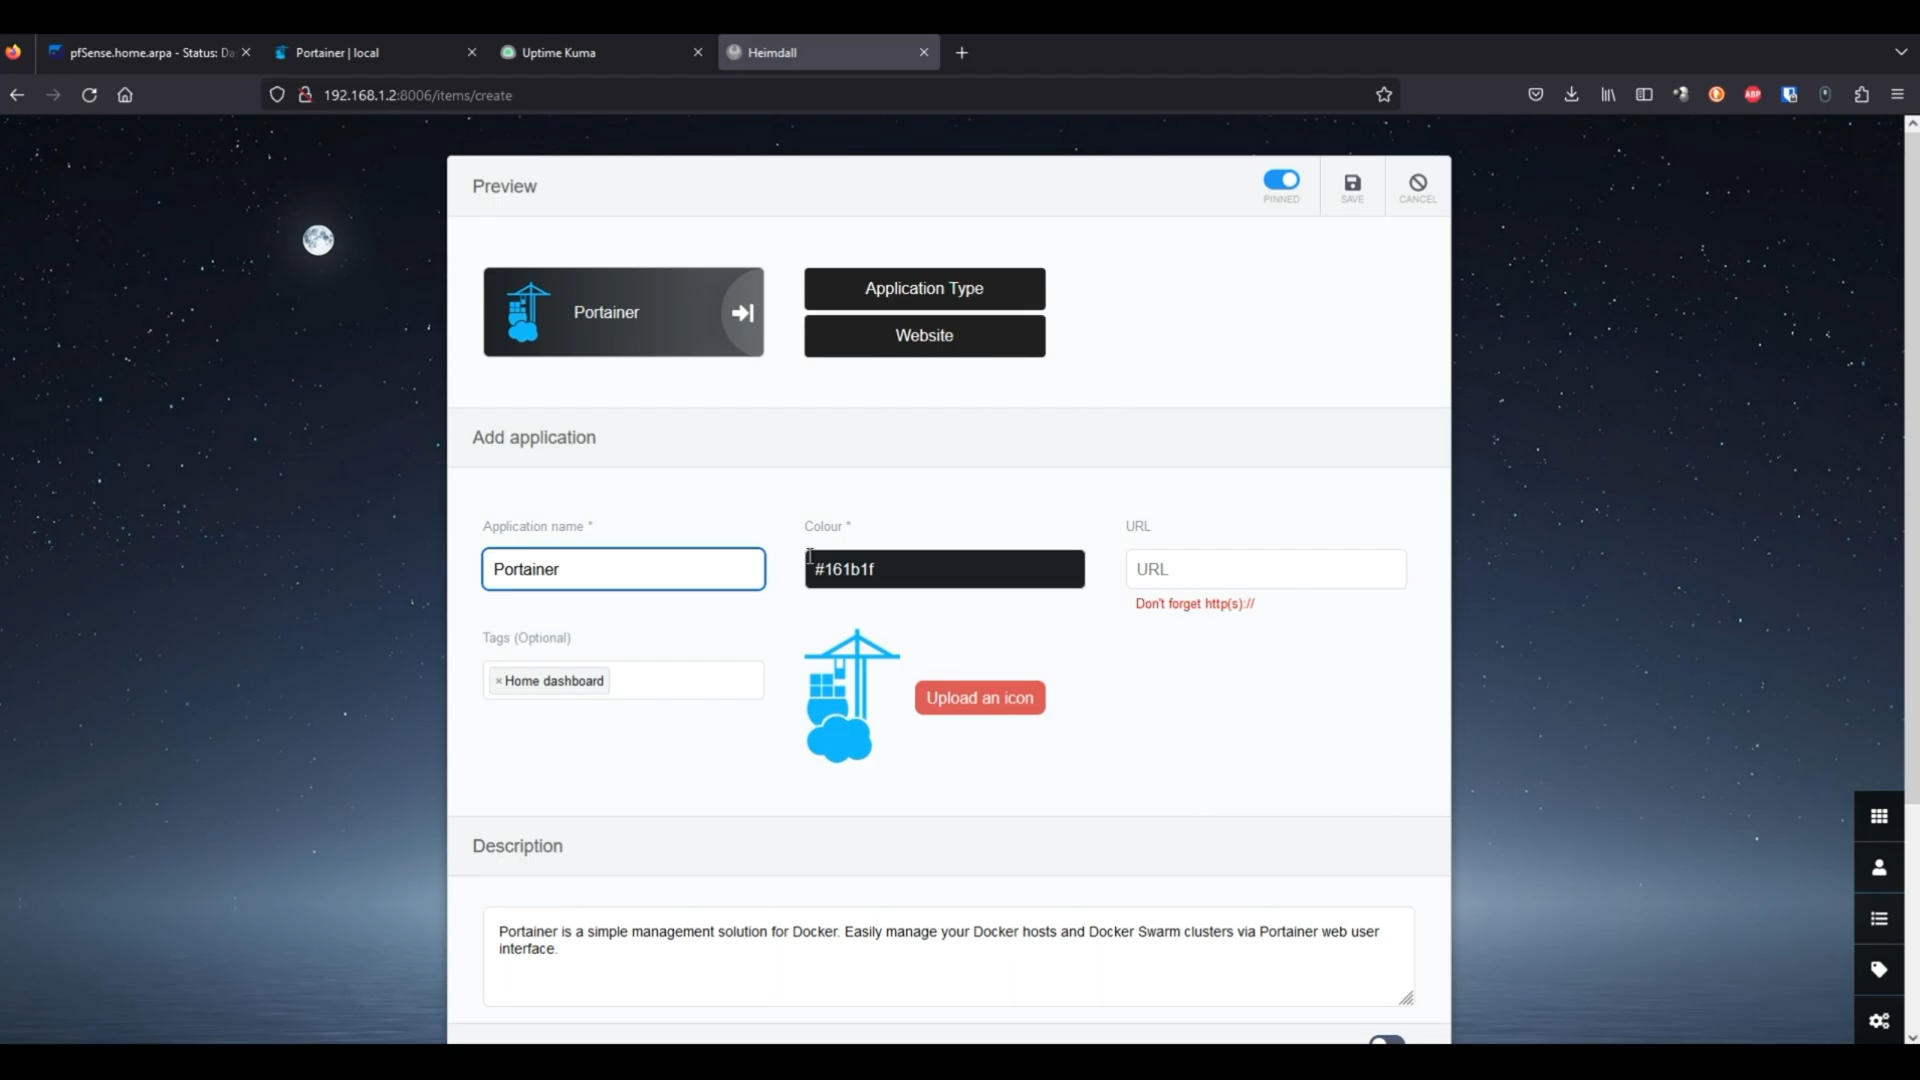 pfSense.home.arpa - Status: Da
Portainer | local
Uptime Kuma
Heimdall
192.168.1.2:8006/items/create
ABP
Preview
PINNED
SAVE
CANCEL
Portainer
Application Type
Website
Add application
Application name *
Colour *
URL
Portainer
#161b1f
URL
Don't forget http(s)://
Tags (Optional)
× Home dashboard
Upload an icon
Description
Portainer is a simple management solution for Docker. Easily manage your Docker hosts and Docker Swarm clusters via Portainer web user
interface.